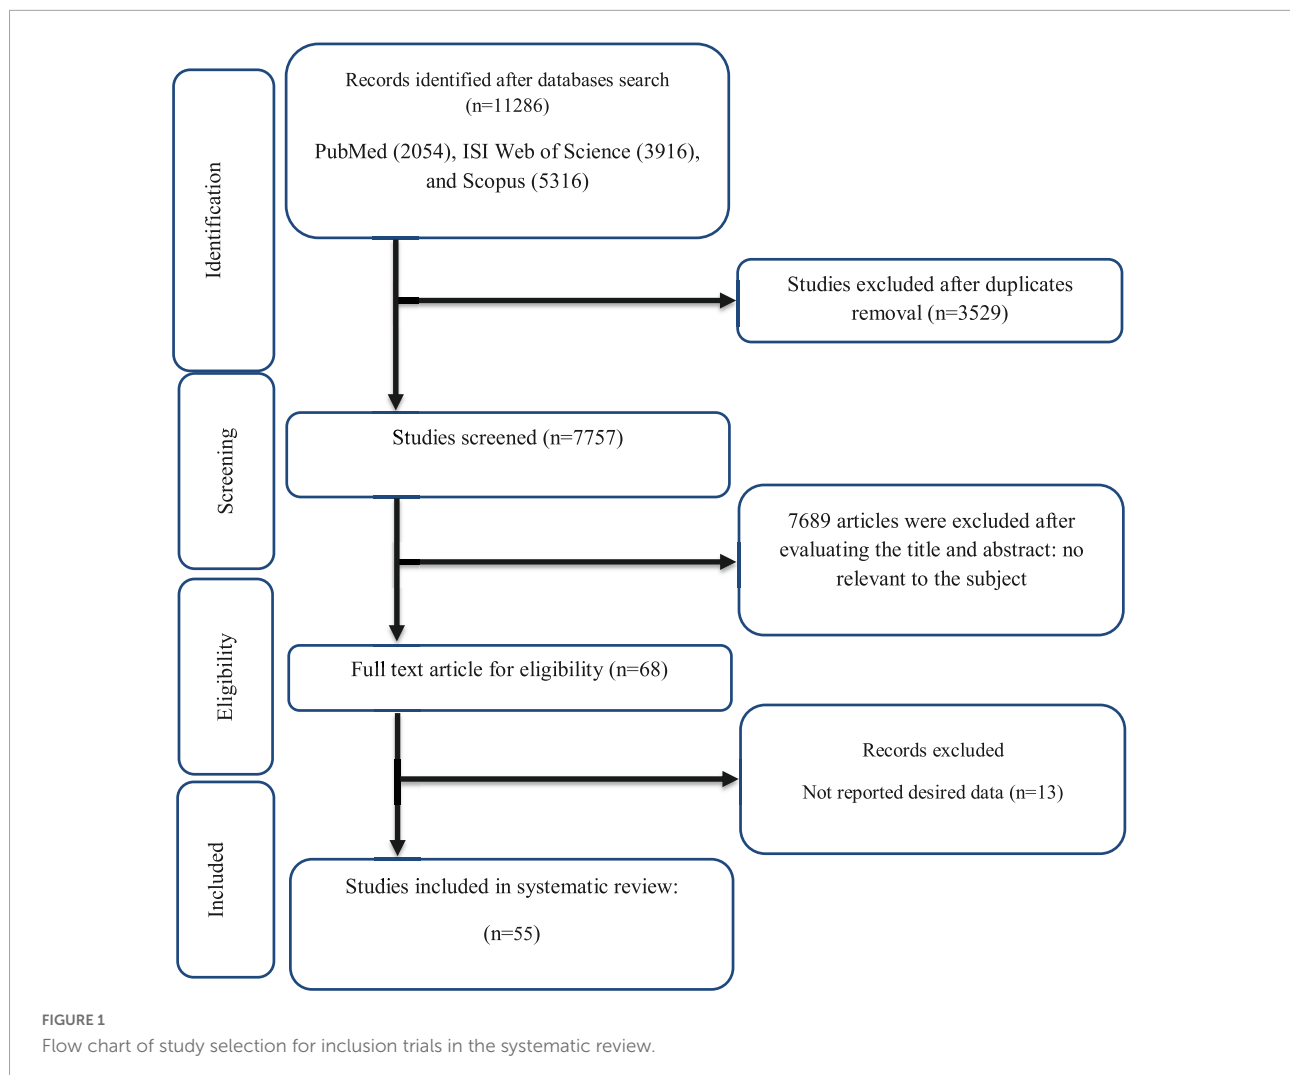 Identification
Records identified after databases search
(n=11286)
PubMed (2054), ISI Web of Science (3916),
and Scopus (5316)
Studies excluded after duplicates
removal (n=3529)
Screening
Studies screened (n=7757)
7689 articles were excluded after
evaluating the title and abstract: no
relevant to the subject
Eligibility
Full text article for eligibility (n=68)
Records excluded
Not reported desired data (n=13)
Included
Studies included in systematic review:
(n=55)
FIGURE 1
Flow chart of study selection for inclusion trials in the systematic review.